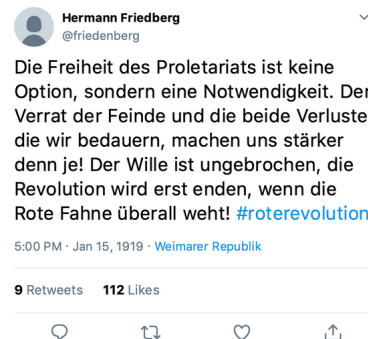 Hermann Friedberg
@friedenberg
Die Freiheit des Proletariats ist keine
Option, sondern eine Notwendigkeit. Der
Verrat der Feinde und die beide Verluste
die wir bedauern, machen uns stärker
denn je! Der Wille ist ungebrochen, die
Revolution wird erst enden, wenn die
Rote Fahne überall weht! #roterevolution
5:00 PM · Jan 15, 1919 · Weimarer Republik
9 Retweets 112 Likes